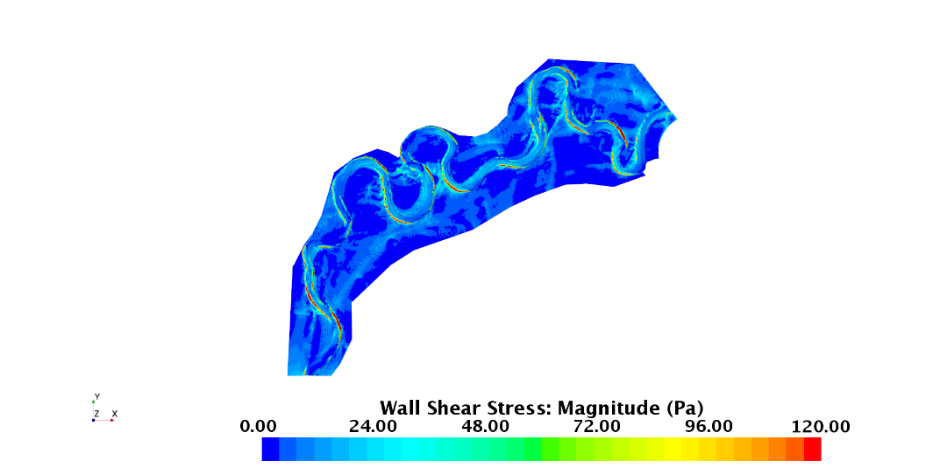 Y
Z X
Wall Shear Stress: Magnitude (Pa)
0.00 24.00 48.00 72.00 96.00 120.00